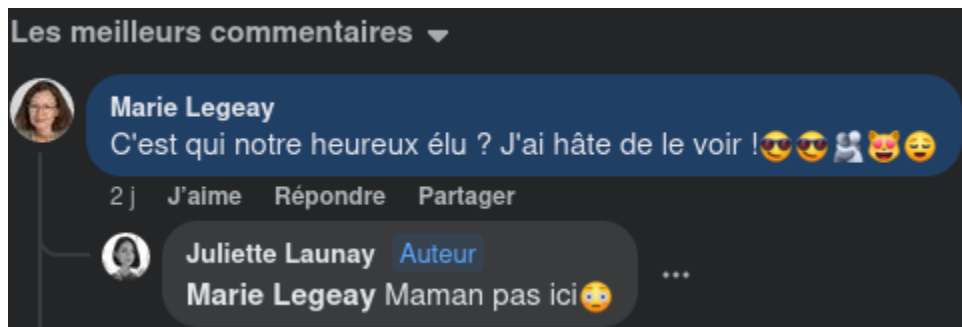 Les meilleurs commentaires
Marie Legeay
C'est qui notre heureux élu ? J'ai hâte de le voir !😎😎🫂😻😌
2 j J'aime Répondre Partager
Juliette Launay Auteur
Marie Legeay Maman pas ici😳